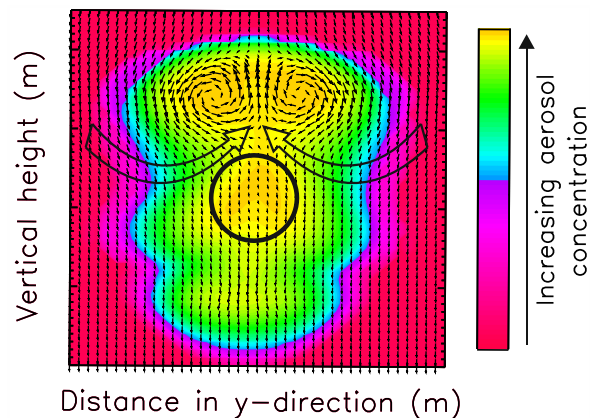 Vertical height (m)
Distance in y-direction (m)
Increasing aerosol
concentration